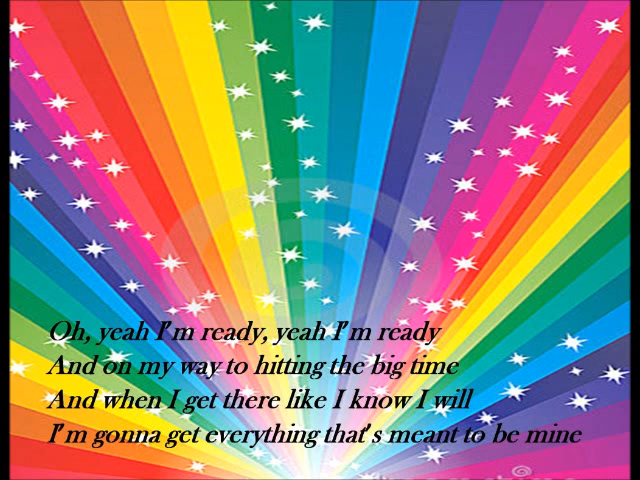 Oh, yeah I'm ready, yeah I'm ready
And on my way to hitting the big time
And when I get there like I know I will
I'm gonna get everything that's meant to be mine